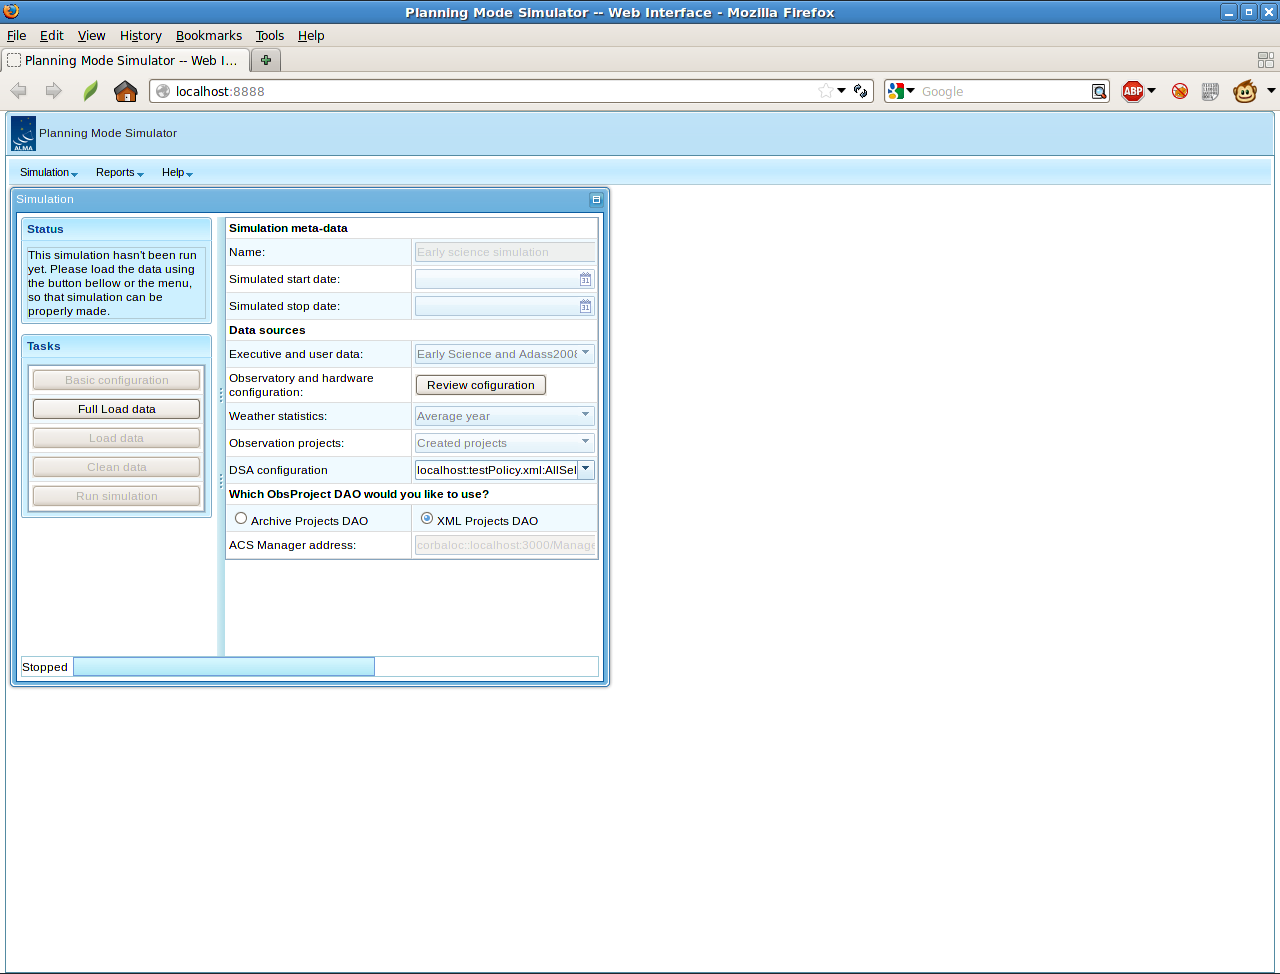 Planning Mode Simulator -- Web Interface - Mozilla Firefox
File Edit View History Bookmarks Tools Help
Planning Mode Simulator -- Web I...
localhost:8888
Google
ABP
ALMA
Planning Mode Simulator
Simulation Reports Help
Simulation
Status
This simulation hasn't been run
yet. Please load the data using
the button bellow or the menu,
so that simulation can be
properly made.
Tasks
Basic configuration
Full Load data
Load data
Clean data
Run simulation
Simulation meta-data
Name: Early science simulation
Simulated start date: 31
Simulated stop date: 31
Data sources
Executive and user data: Early Science and Adass2008
Observatory and hardware
configuration: Review cofiguration
Weather statistics: Average year
Observation projects: Created projects
DSA configuration localhost:testPolicy.xml:AllSel
Which ObsProject DAO would you like to use?
Archive Projects DAO XML Projects DAO
ACS Manager address: corbaloc::localhost:3000/Manage
Stopped